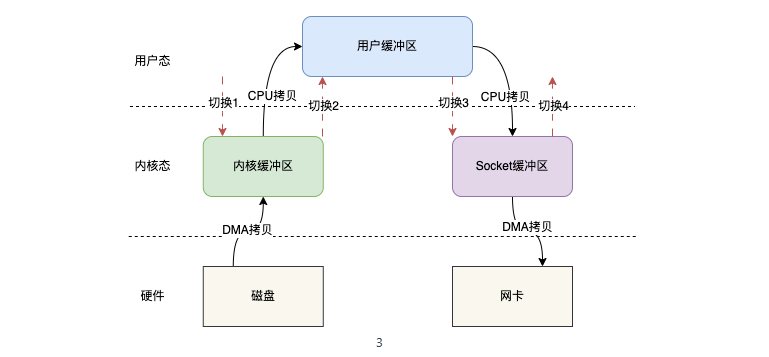 用户缓冲区
用户态
切换1
CPU拷贝
切换2
切换3
CPU拷贝
切换4
内核态
内核缓冲区
Socket缓冲区
DMA拷贝
DMA拷贝
硬件
磁盘
网卡
3